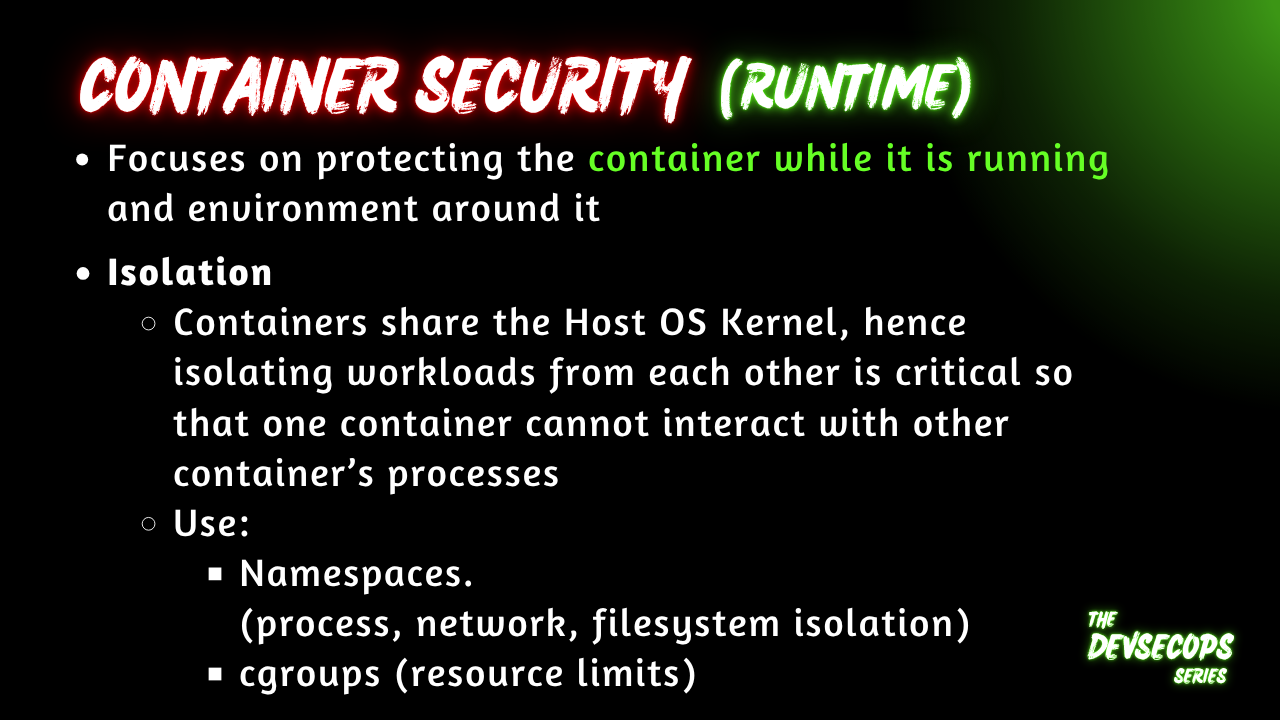 CONTAINER SECURITY (RUNTIME)
• Focuses on protecting the container while it is running
and environment around it
• Isolation
○ Containers share the Host OS Kernel, hence
isolating workloads from each other is critical so
that one container cannot interact with other
container’s processes
○ Use:
▪ Namespaces.
(process, network, filesystem isolation)
▪ cgroups (resource limits)
THE
DEVSECOPS
SERIES